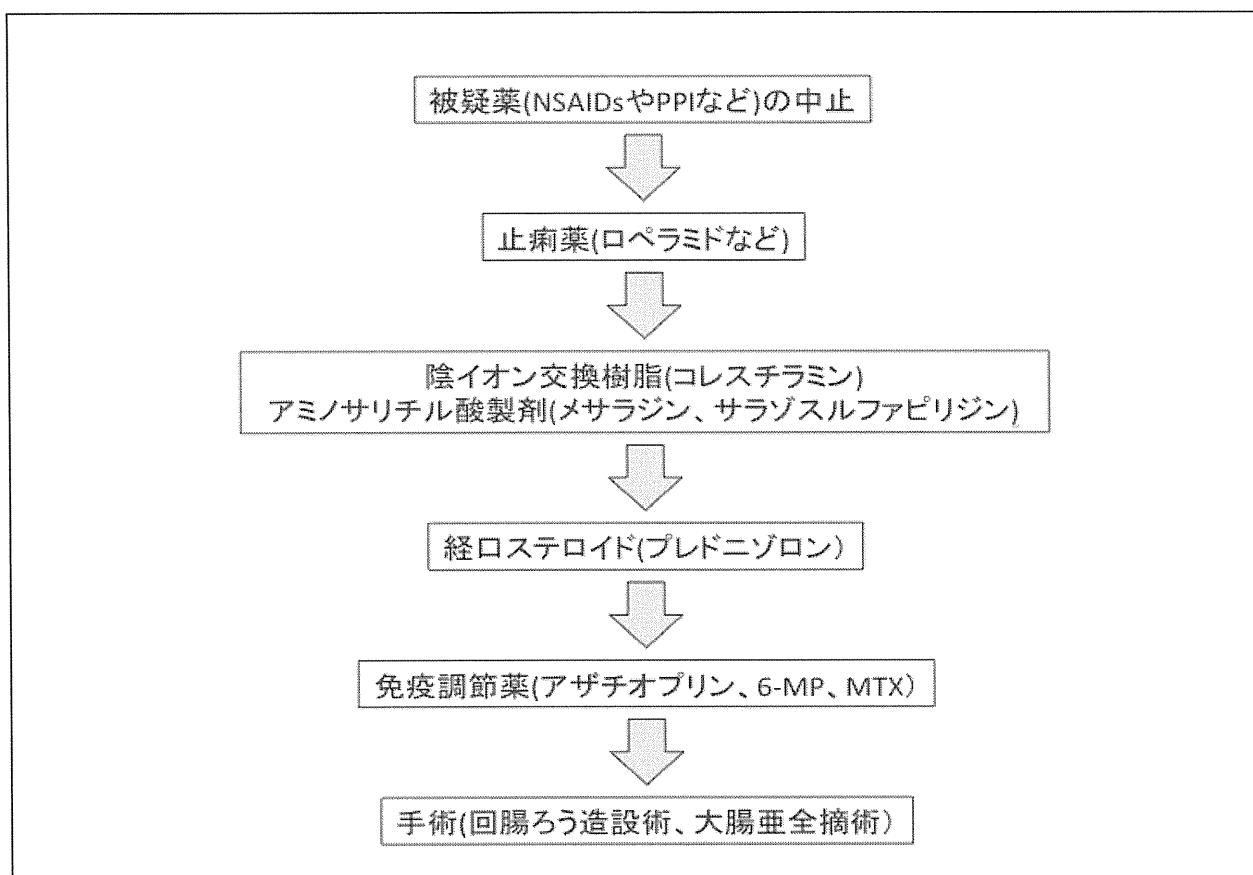 被疑薬(NSAIDsやPPIなど)の中止
止痢薬(ロペラミドなど)
陰イオン交換樹脂(コレスチラミン)
アミノサリチル酸製剤(メサラジン、サラゾスルファピリジン)
経口ステロイド(プレドニゾロン）
免疫調節薬(アザチオプリン、6-MP、MTX）
手術(回腸ろう造設術、大腸亜全摘術）